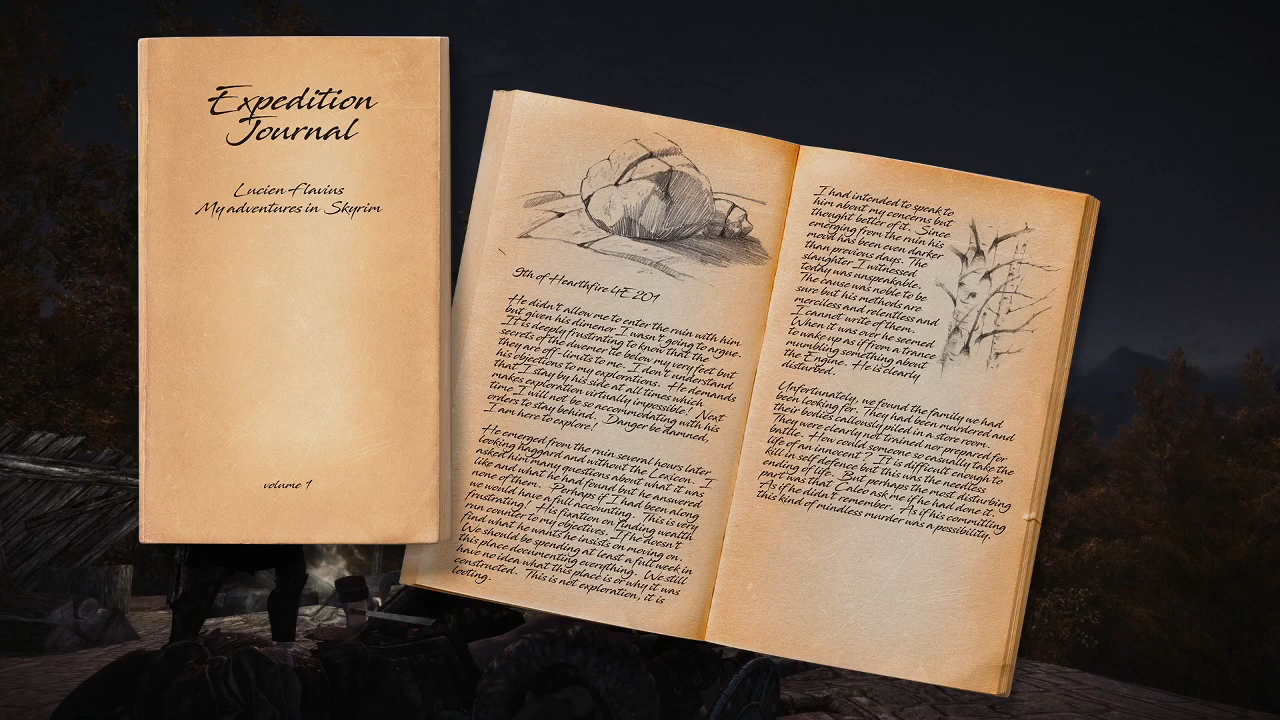 Expedition
Journal
Lucien Flavius
My adventures in Skyrim
volume 1
9th of Hearthfire 4E 201
He didn't allow me to enter the ruin with him
but given his dimenor I wasn't going to argue.
It is deeply frustrating to know that the
secrets of the dwemer lie below my very feet but
they are off-limits to me. I don't understand
his objections to my explorations. He demands
that I stay by his side at all times which
makes exploration virtually impossible! Next
time I will not be so accommodating with his
orders to stay behind. Danger be damned,
I am here to explore!
He emerged from the ruin several hours later
looking haggard and without the Lexicon. I
asked him many questions about what it was
like and what he had found but he answered
none of them. Perhaps if I had been along
we would have a full accounting. This is very
frustrating! His fixation on finding wealth
run counter to my objectives. If he doesn't
find what he wants he insists on moving on.
We should be spending at least a full week in
this place documenting everything. We still
have no idea what this place is or why it was
constructed. This is not exploration, it is
looting.
I had intended to speak to
him about my concerns but
thought better of it. Since
emerging from the ruin his
mood has been even darker
than previous days. The
slaughter I witnessed
today was unspeakable.
The cause was noble to be
sure but his methods are
merciless and relentless and
I cannot write of them.
When it was over he seemed
to wake up as if from a trance
mumbling something about
the Engine. He is clearly
disturbed.
Unfortunately, we found the family we had
been looking for. They had been murdered and
their bodies callously piled in a store room.
They were clearly not trained nor prepared for
battle. How could someone so casually take the
life of an innocent? It is difficult enough to
kill in self defence but this was the needless
ending of life. But perhaps the most disturbing
part was that Caleo ask me if he had done it.
As if he didn't remember. As if his committing
this kind of mindless murder was a possibility.